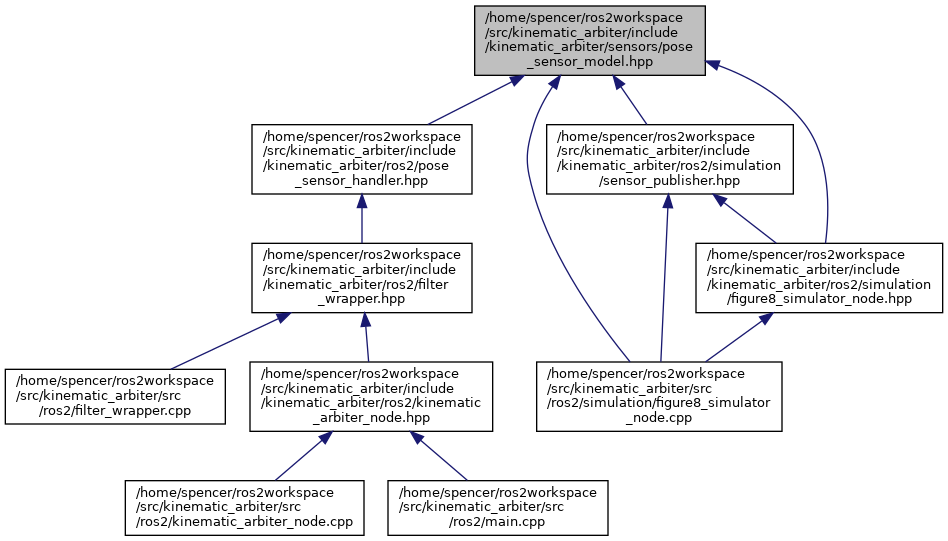 /home/spencer/ros2workspace
/src/kinematic_arbiter/include
/kinematic_arbiter/sensors/pose
_sensor_model.hpp
/home/spencer/ros2workspace
/src/kinematic_arbiter/include
/kinematic_arbiter/ros2/pose
_sensor_handler.hpp
/home/spencer/ros2workspace
/src/kinematic_arbiter/include
/kinematic_arbiter/ros2/simulation
/sensor_publisher.hpp
/home/spencer/ros2workspace
/src/kinematic_arbiter/include
/kinematic_arbiter/ros2/filter
_wrapper.hpp
/home/spencer/ros2workspace
/src/kinematic_arbiter/include
/kinematic_arbiter/ros2/simulation
/figure8_simulator_node.hpp
/home/spencer/ros2workspace
/src/kinematic_arbiter/src
/ros2/filter_wrapper.cpp
/home/spencer/ros2workspace
/src/kinematic_arbiter/include
/kinematic_arbiter/ros2/kinematic
_arbiter_node.hpp
/home/spencer/ros2workspace
/src/kinematic_arbiter/src
/ros2/simulation/figure8_simulator
_node.cpp
/home/spencer/ros2workspace
/src/kinematic_arbiter/src
/ros2/kinematic_arbiter_node.cpp
/home/spencer/ros2workspace
/src/kinematic_arbiter/src
/ros2/main.cpp